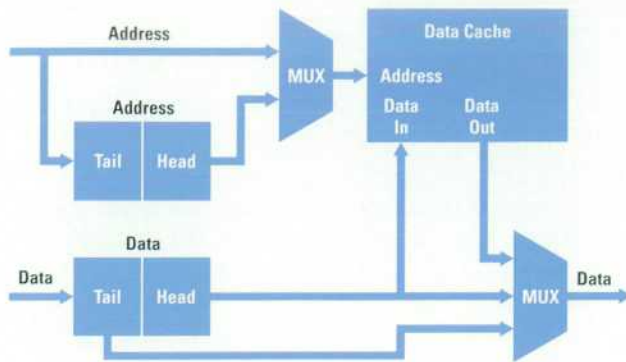 Address
Data Cache
MUX
Address
Address
Data
In
Data
Out
Tail
Head
Data
Data
Tail
Head
MUX
Data